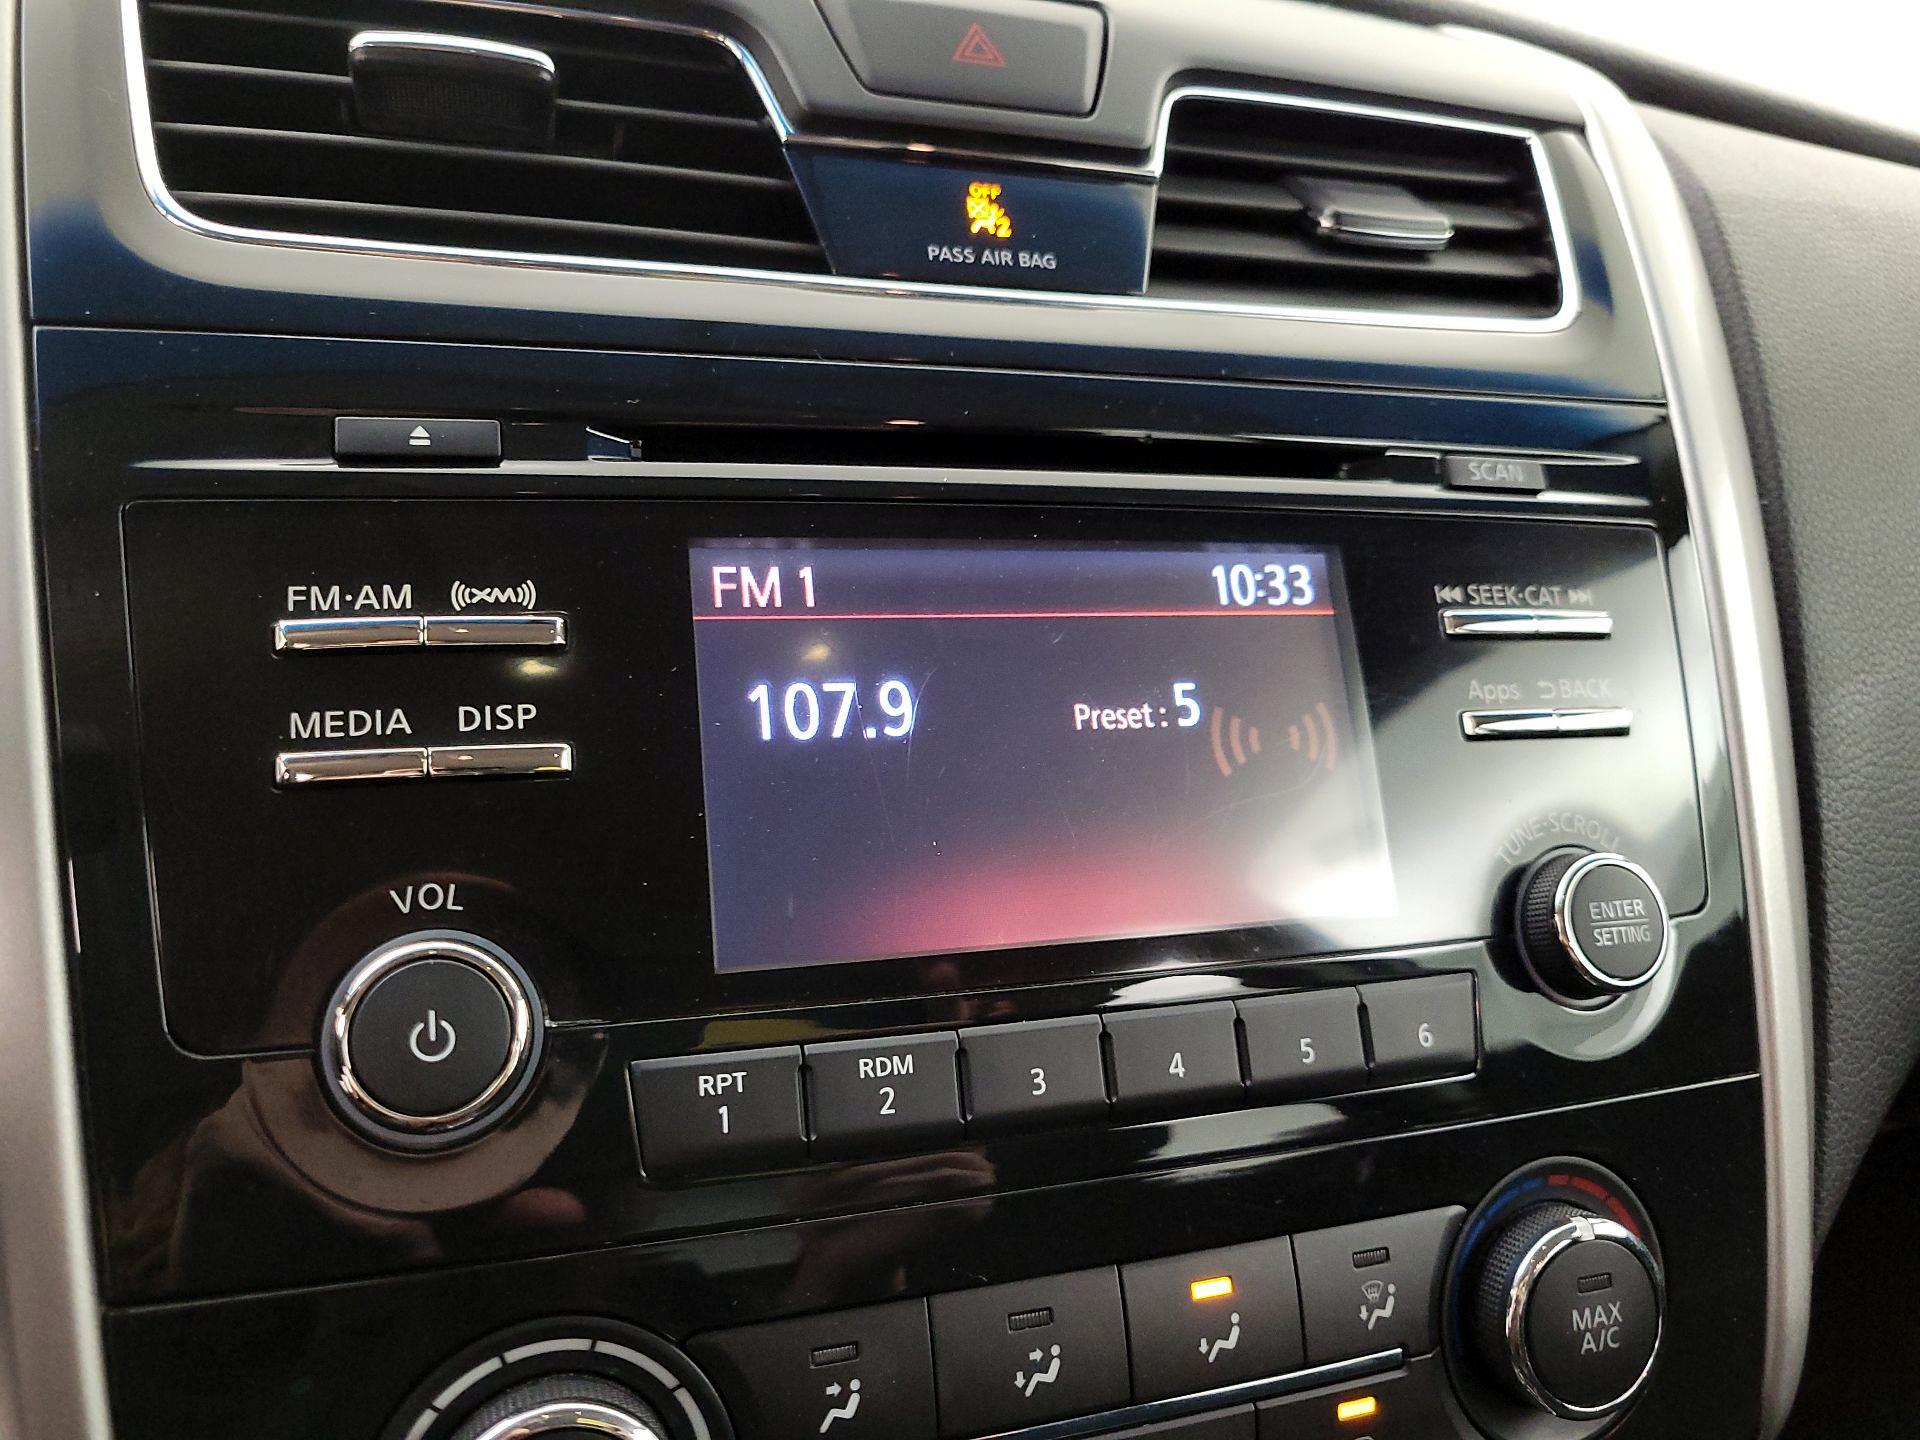 OFF
2
PASS AIR BAG
SCAN
FM·AM
((XM))
FM 1
10:33
SEEK·CAT
107.9
Preset : 5
Apps
BACK
MEDIA
DISP
TUNE·SCROLL
VOL
ENTER
SETTING
RPT
1
RDM
2
3
4
5
6
MAX
A/C